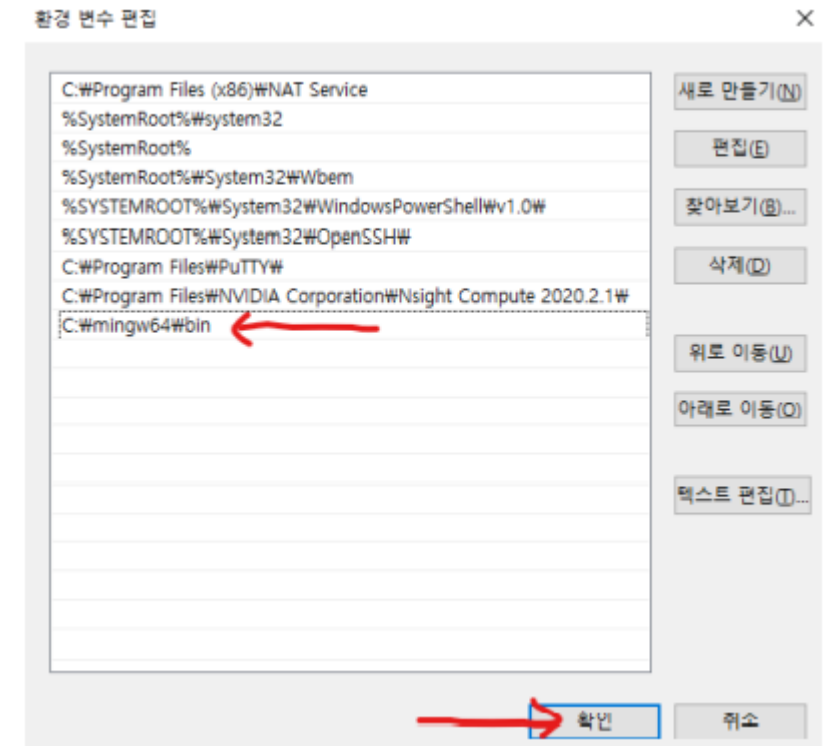 환경 변수 편집
C:₩Program Files (x86)₩NAT Service
%SystemRoot%₩system32
%SystemRoot%
%SystemRoot%₩System32₩Wbem
%SYSTEMROOT%₩System32₩WindowsPowerShell₩v1.0₩
%SYSTEMROOT%₩System32₩OpenSSH₩
C:₩Program Files₩PuTTY₩
C:₩Program Files₩NVIDIA Corporation₩Nsight Compute 2020.2.1₩
C:₩mingw64₩bin
새로 만들기(N)
편집(E)
찾아보기(B)...
삭제(D)
위로 이동(U)
아래로 이동(O)
텍스트 편집(T)...
확인
취소